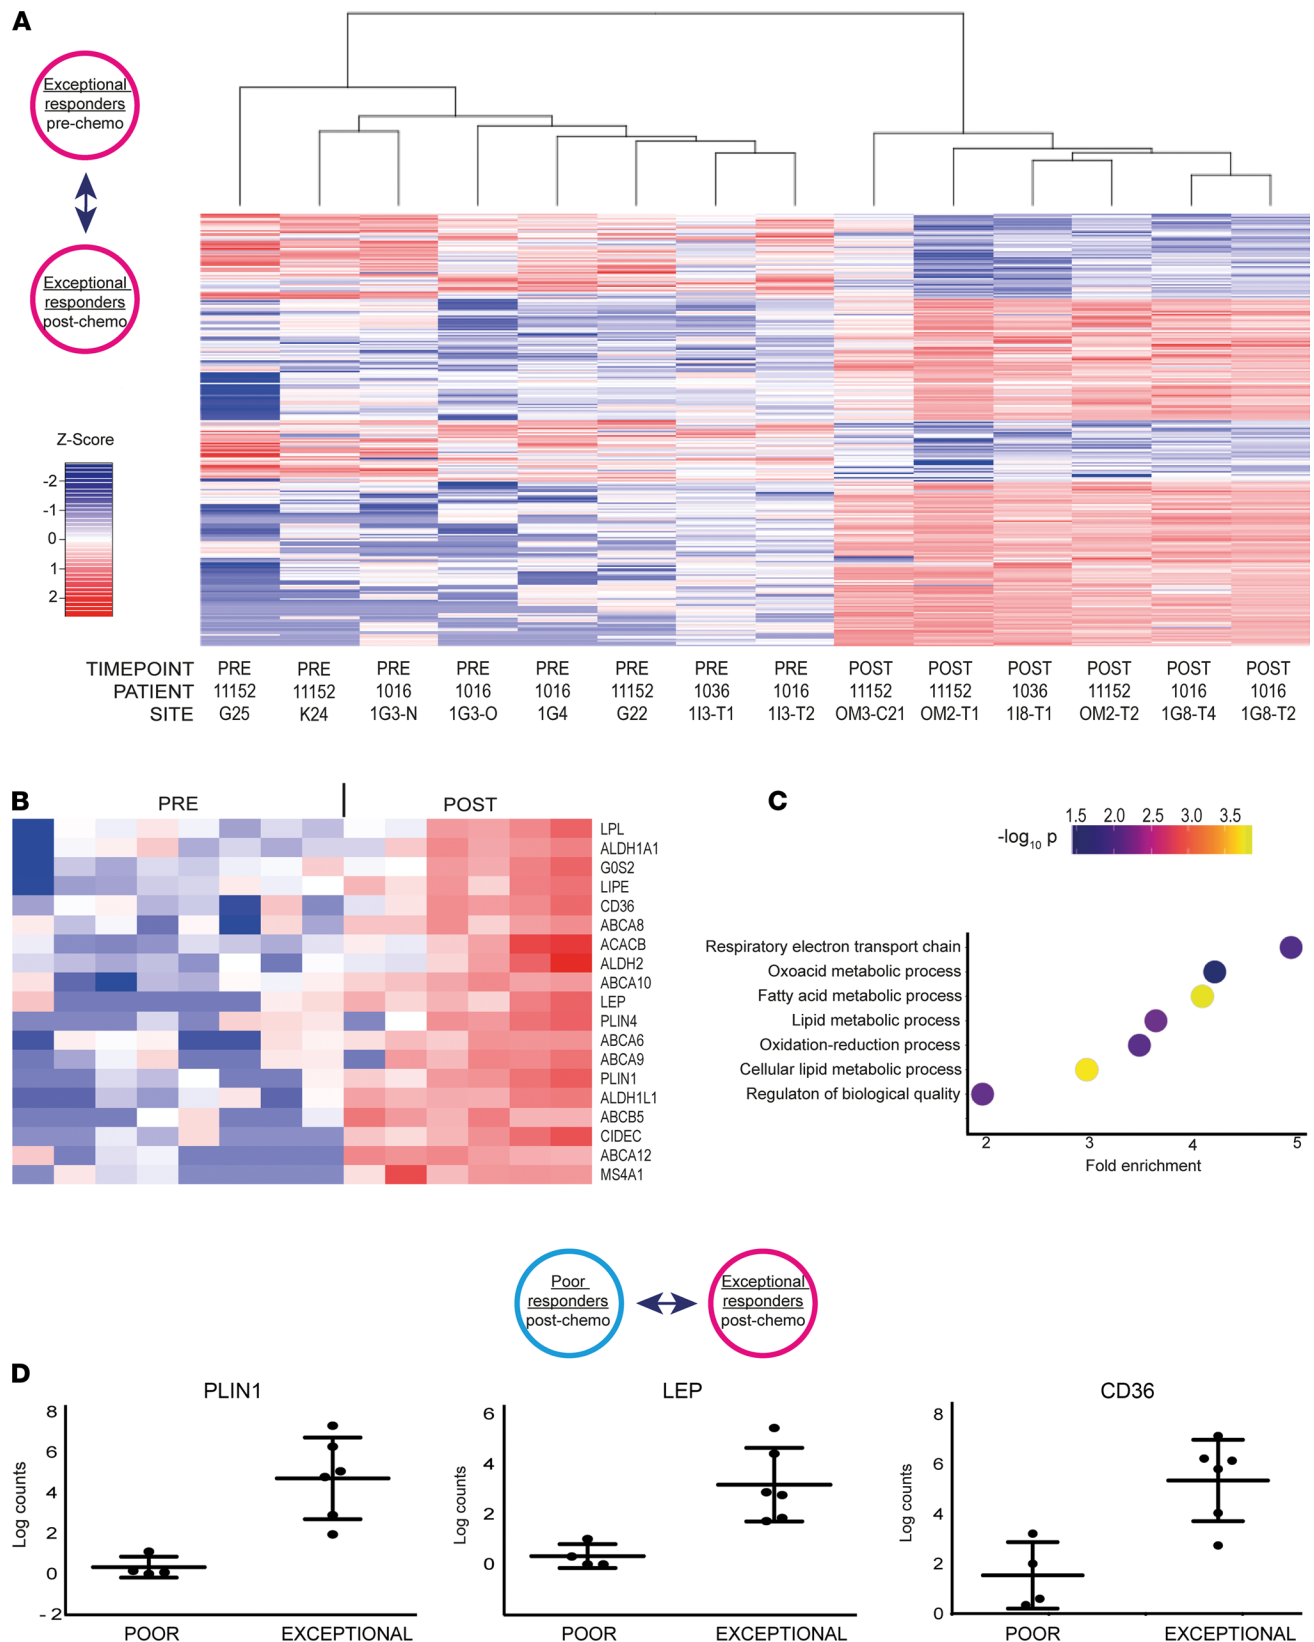 A
Exceptional
responders
pre-chemo
Exceptional
responders
post-chemo
Z-Score
-2
-1
0
1
2
TIMEPOINT PRE PRE PRE PRE PRE PRE PRE PRE POST POST POST POST POST POST
PATIENT 11152 11152 1016 1016 1016 11152 1036 1016 11152 11152 1036 11152 1016 1016
SITE G25 K24 1G3-N 1G3-O 1G4 G22 1I3-T1 1I3-T2 OM3-C21 OM2-T1 1I8-T1 OM2-T2 1G8-T4 1G8-T2
B
PRE POST
LPL
ALDH1A1
G0S2
LIPE
CD36
ABCA8
ACACB
ALDH2
ABCA10
LEP
PLIN4
ABCA6
ABCA9
PLIN1
ALDH1L1
ABCB5
CIDEC
ABCA12
MS4A1
C
1.5 2.0 2.5 3.0 3.5
-log10 p
Respiratory electron transport chain
Oxoacid metabolic process
Fatty acid metabolic process
Lipid metabolic process
Oxidation-reduction process
Cellular lipid metabolic process
Regulaton of biological quality
2 3 4 5
Fold enrichment
Poor
responders
post-chemo
Exceptional
responders
post-chemo
D
PLIN1
Log counts
8
6
4
2
0
-2
POOR EXCEPTIONAL
LEP
Log counts
6
4
2
0
POOR EXCEPTIONAL
CD36
Log counts
8
6
4
2
0
POOR EXCEPTIONAL